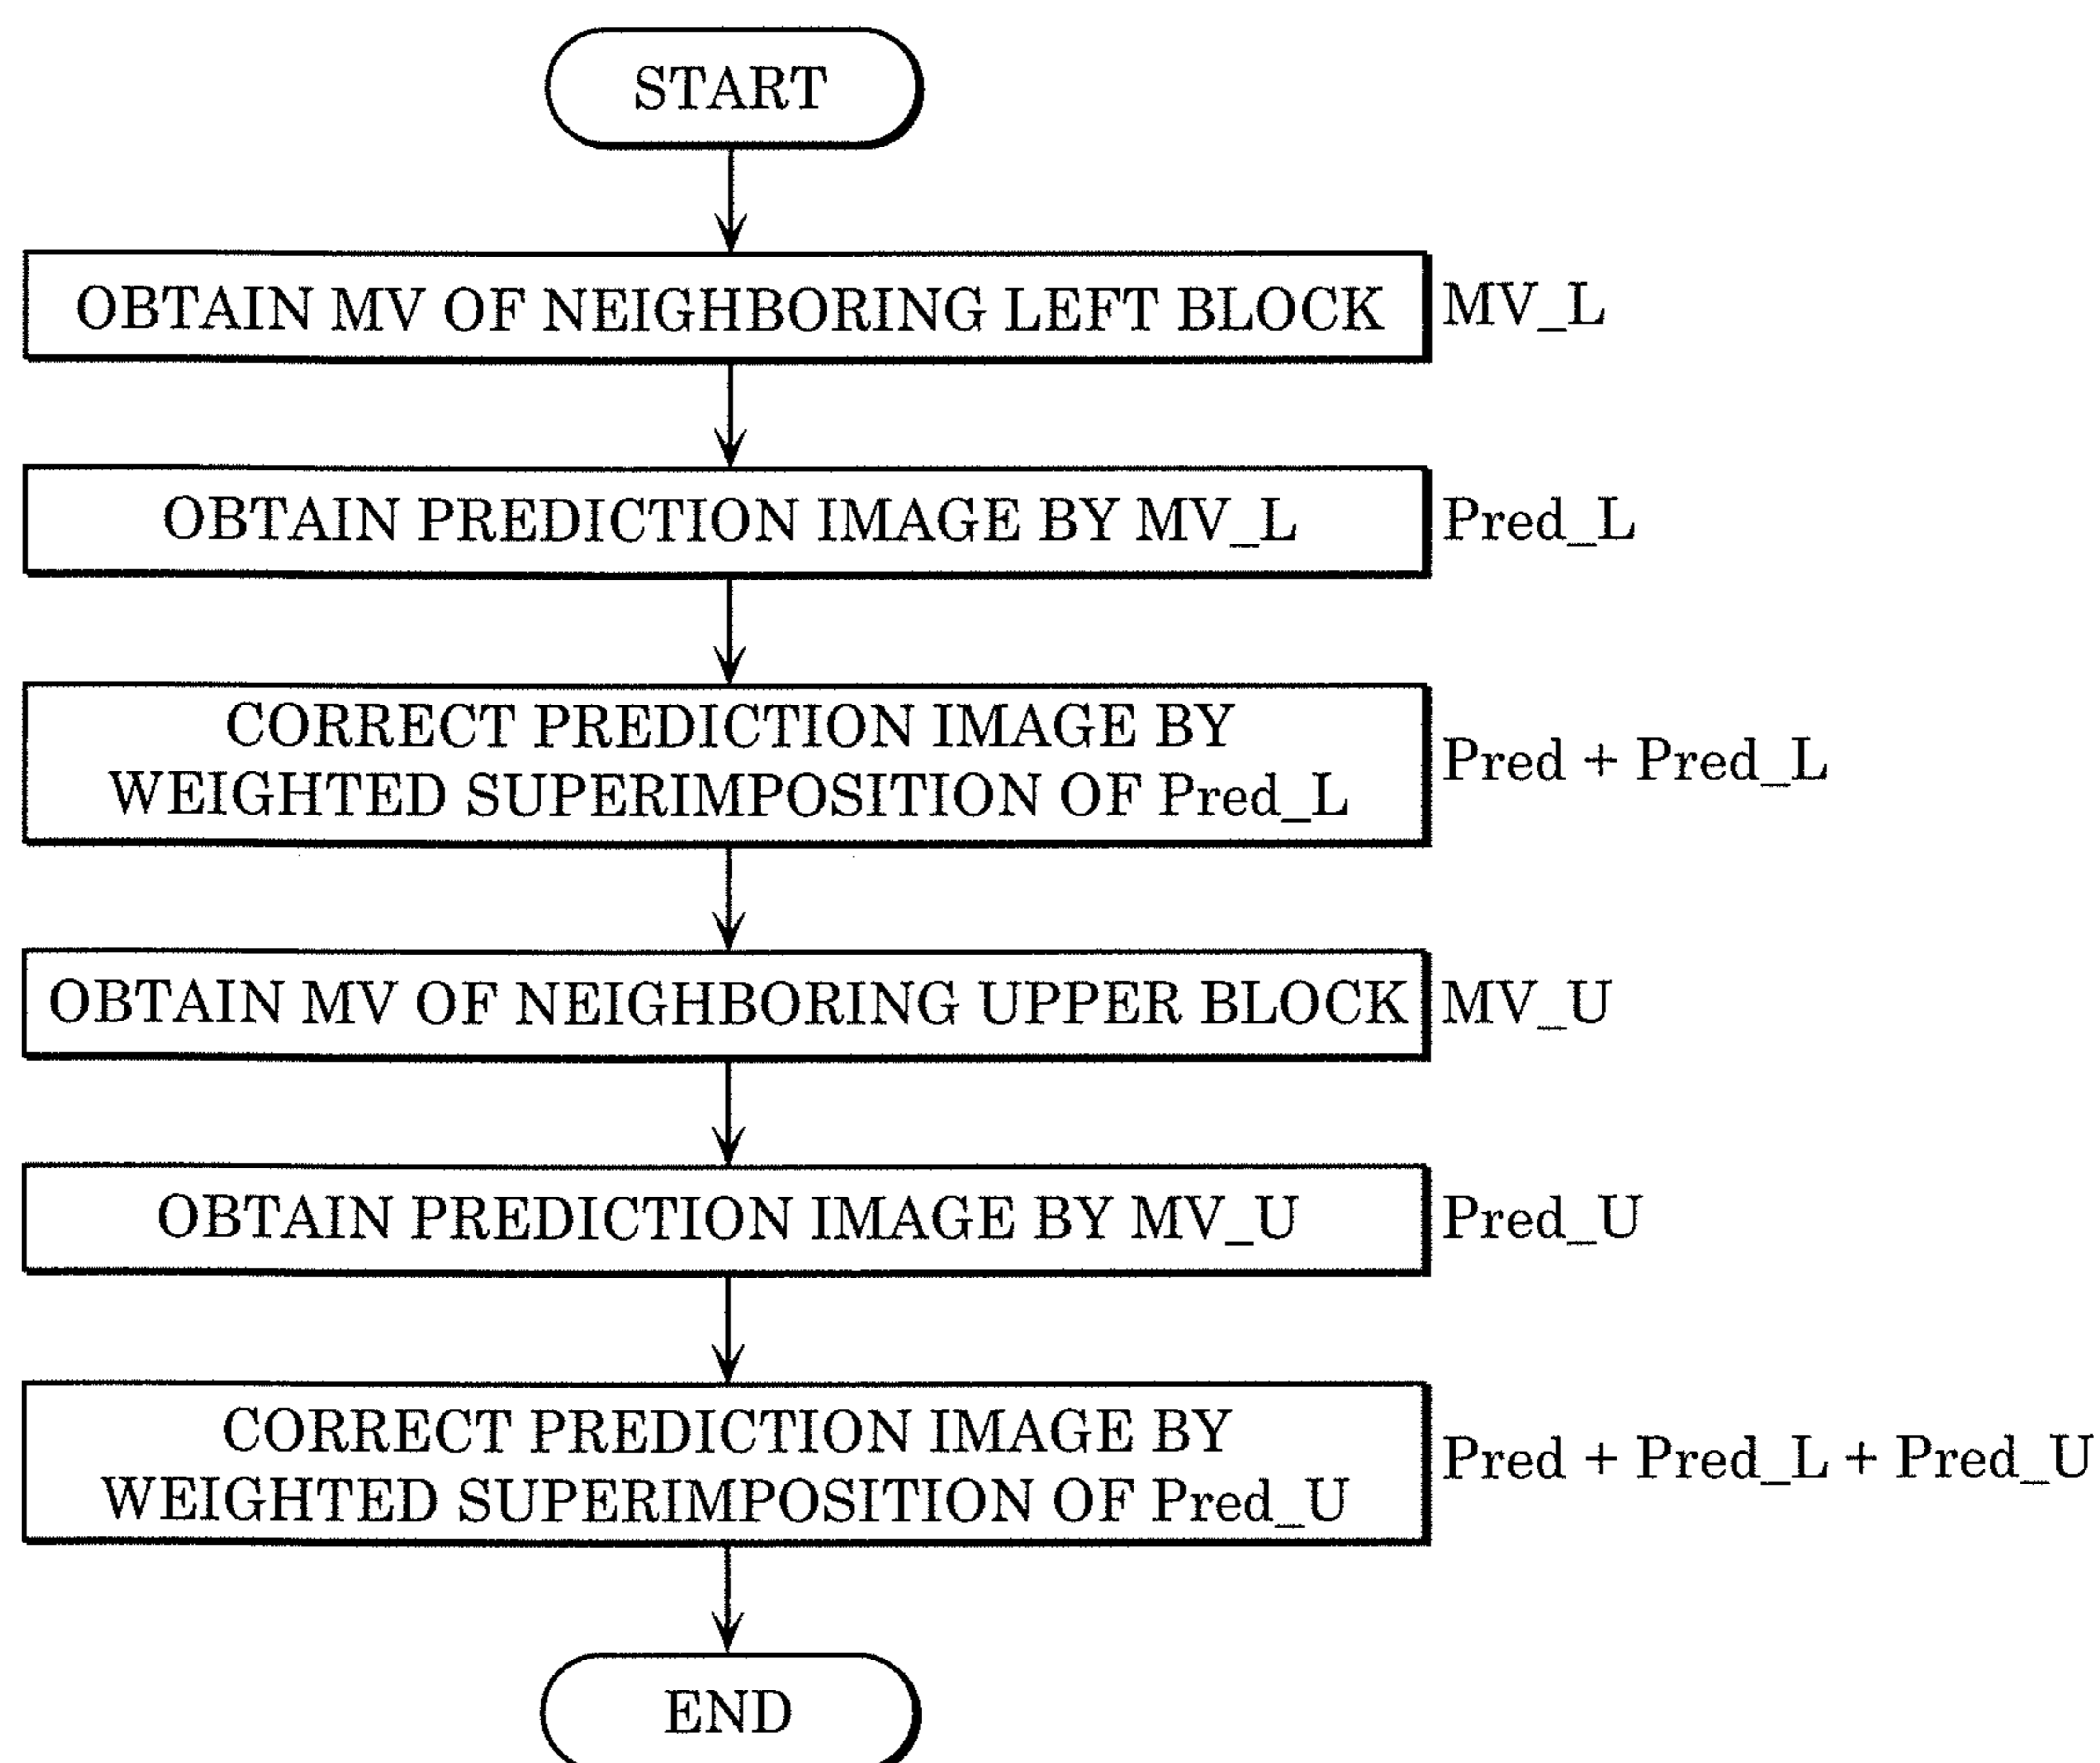 START
OBTAIN MV OF NEIGHBORING LEFT BLOCK
MV_L
OBTAIN PREDICTION IMAGE BY MV_L
Pred_L
CORRECT PREDICTION IMAGE BY
WEIGHTED SUPERIMPOSITION OF Pred_L
Pred + Pred_L
OBTAIN MV OF NEIGHBORING UPPER BLOCK
MV_U
OBTAIN PREDICTION IMAGE BY MV_U
Pred_U
CORRECT PREDICTION IMAGE BY
WEIGHTED SUPERIMPOSITION OF Pred_U
Pred + Pred_L + Pred_U
END